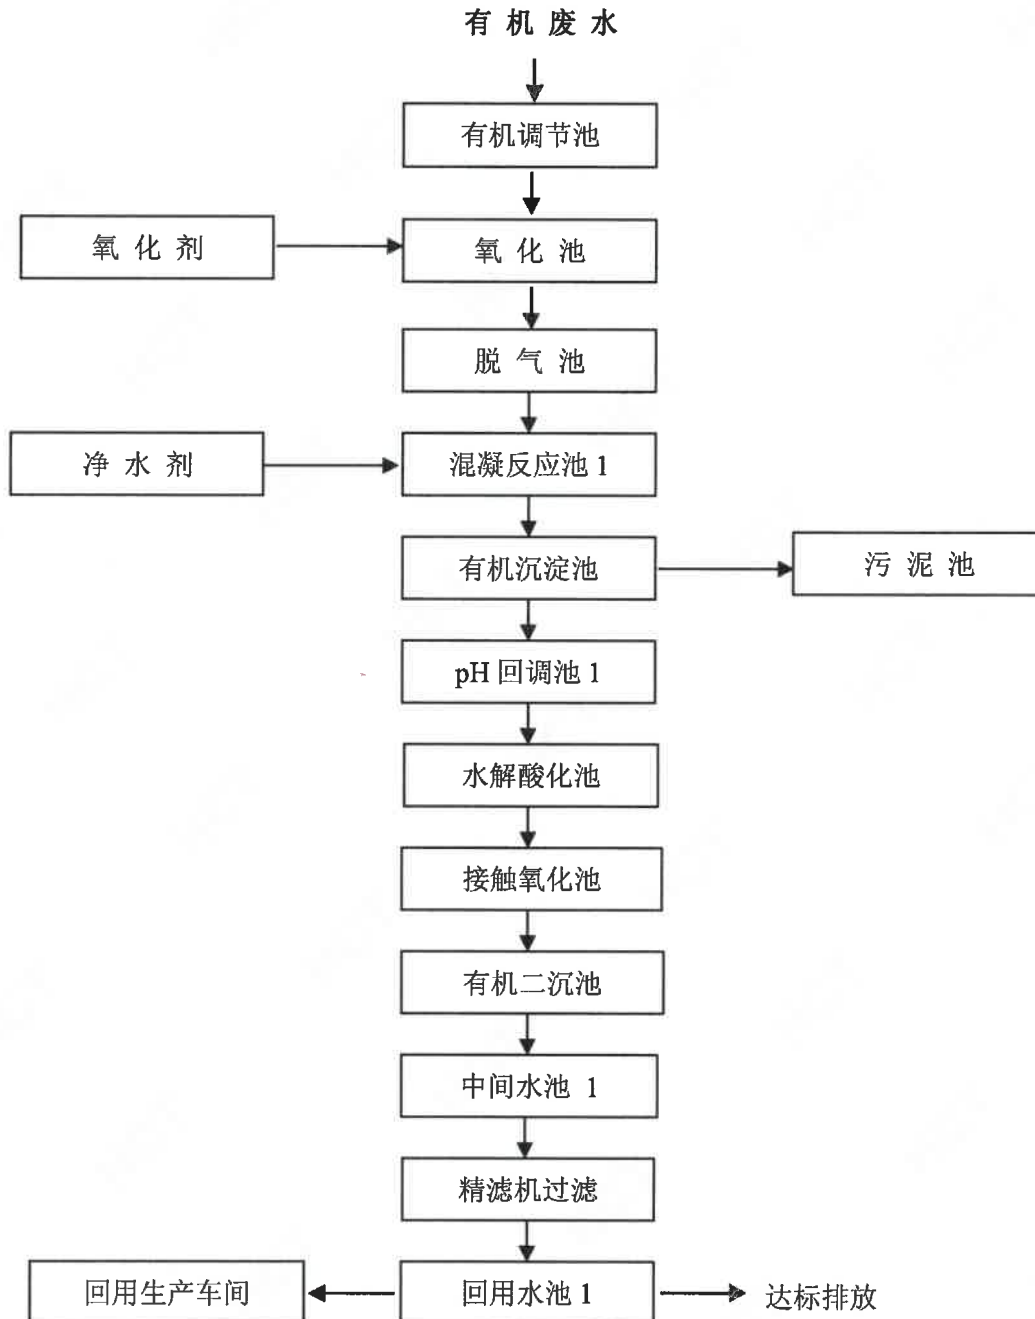 有机废水
有机调节池
氧化剂
氧化池
脱气池
净水剂
混凝反应池 1
有机沉淀池
污泥池
pH 回调池 1
水解酸化池
接触氧化池
有机二沉池
中间水池 1
精滤机过滤
回用生产车间
回用水池 1
达标排放